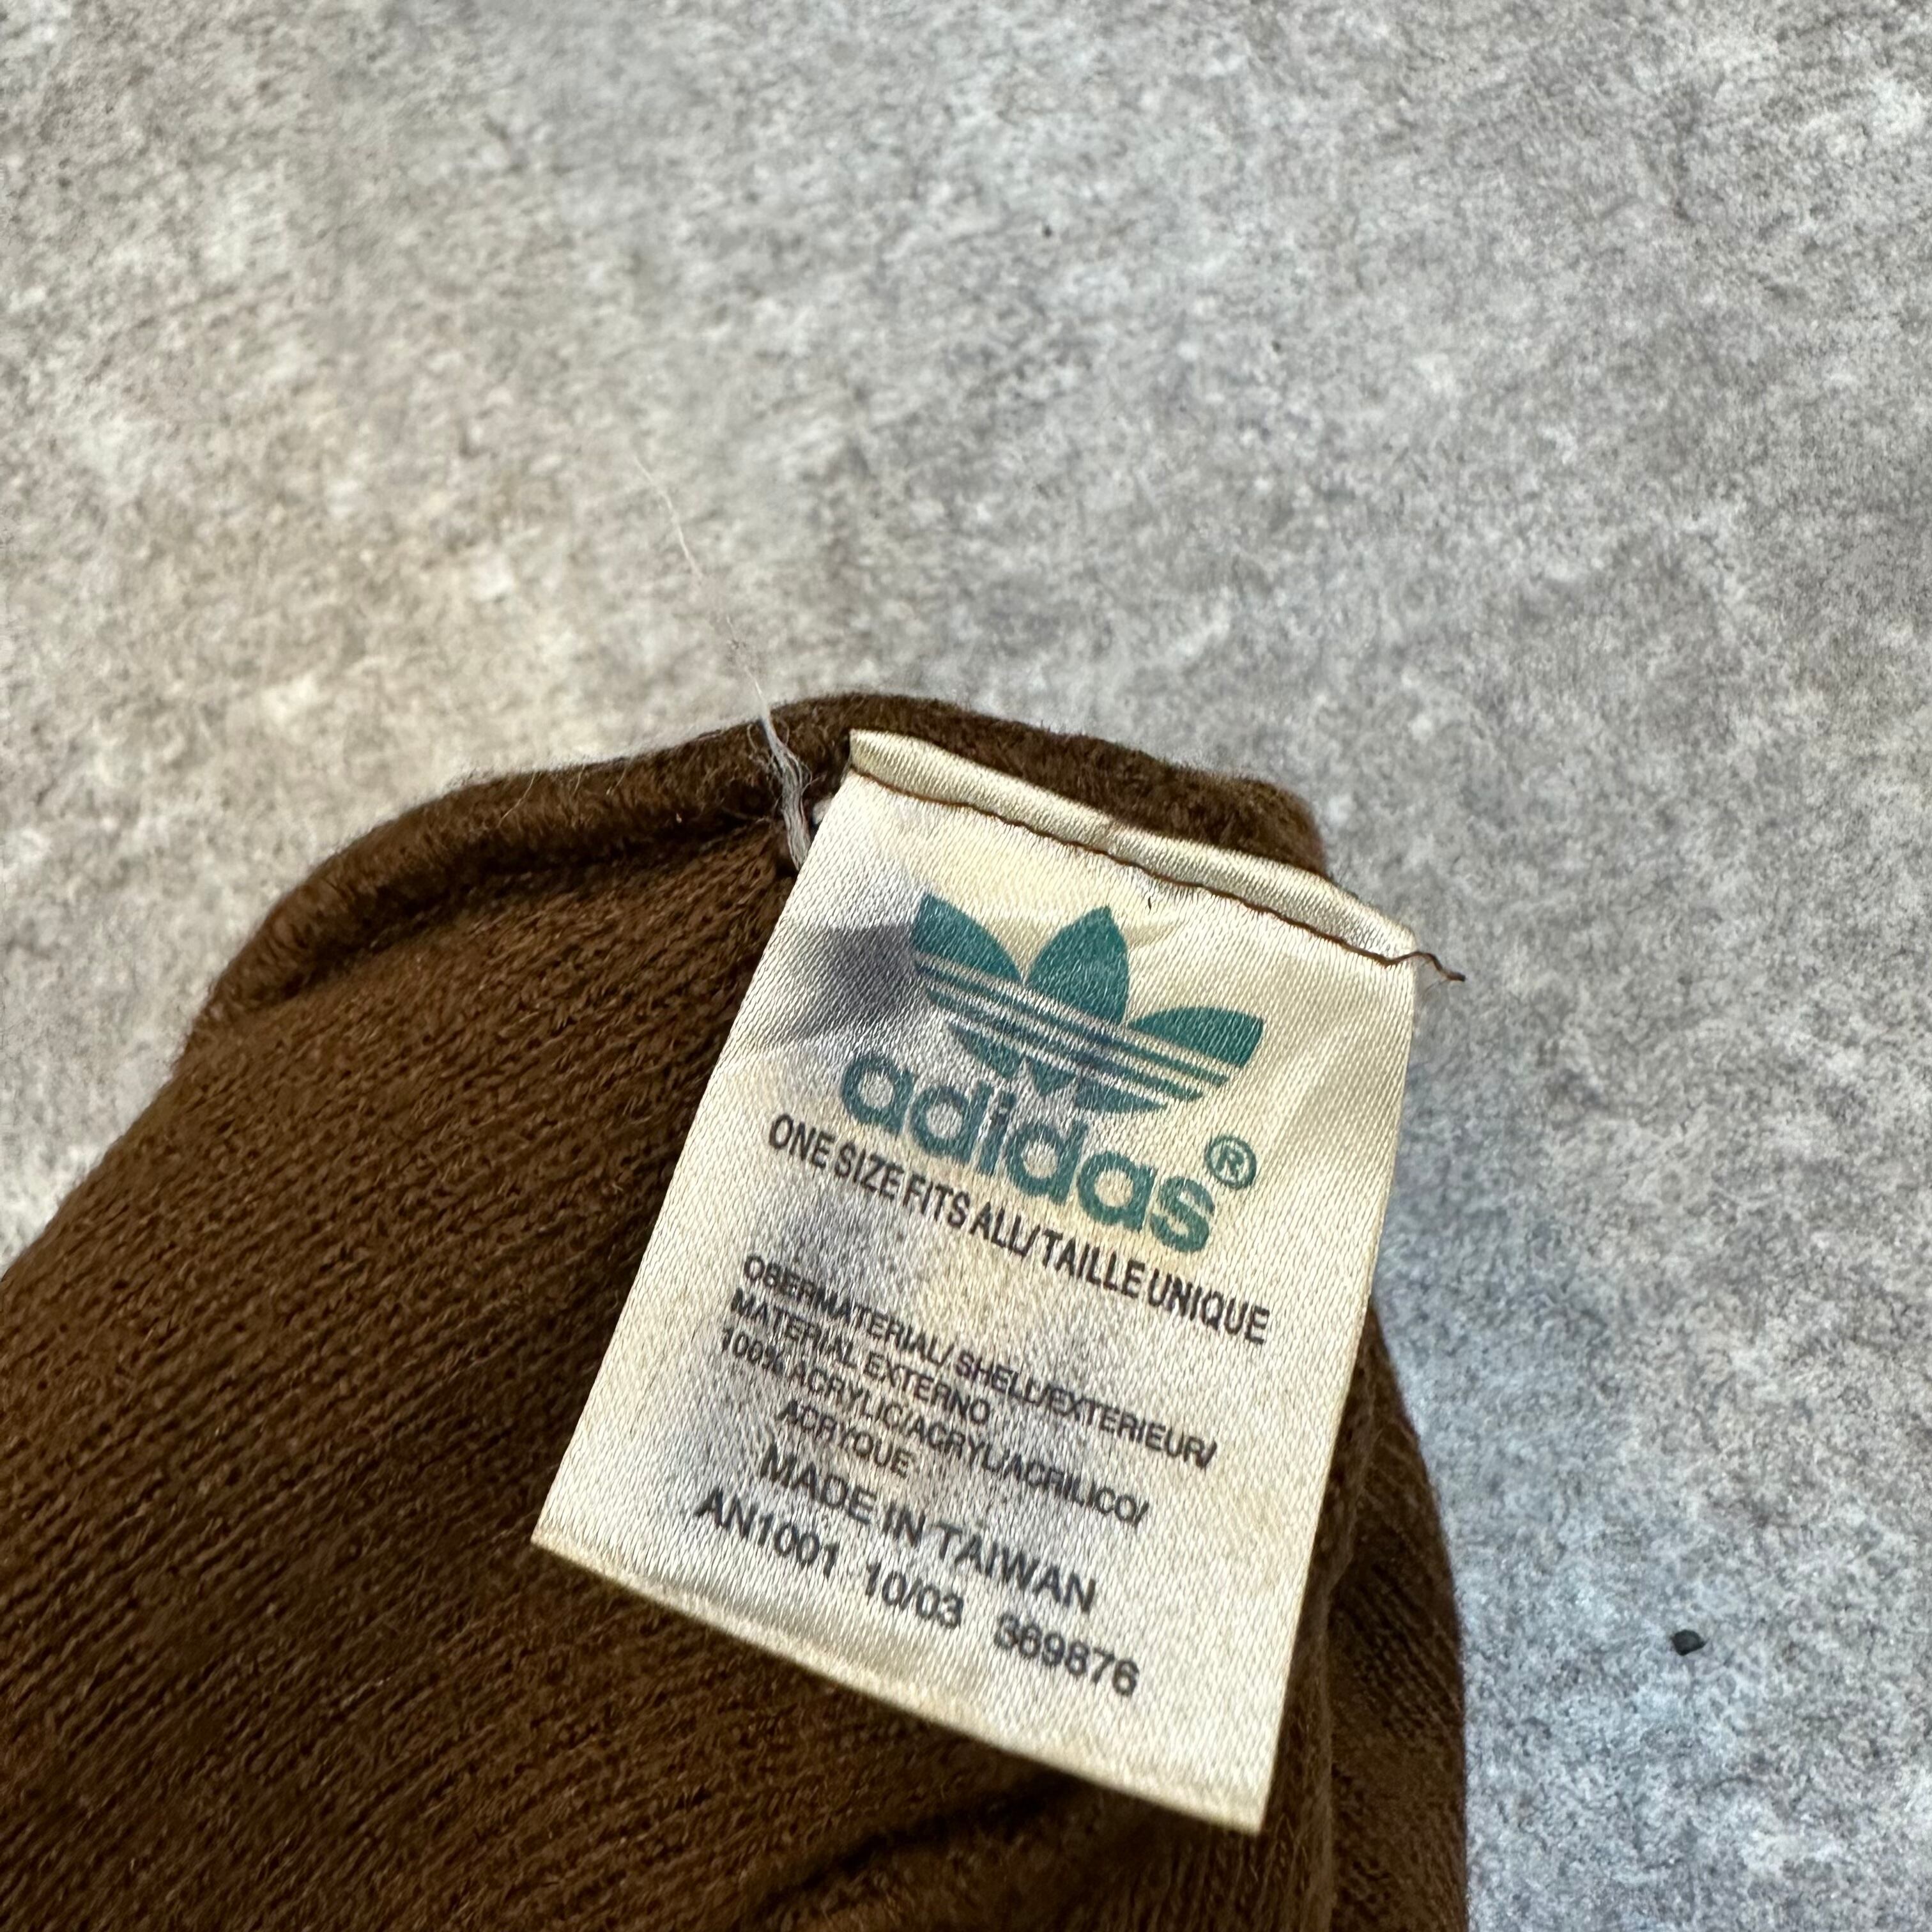 adidas®
ONE SIZE FITS ALL/TAILLE UNIQUE
OBERMATERIAL/ SHELL/EXTERIEUR/
MATERIAL EXTERNO
100% ACRYLIC/ACRYL/ACRILICO/
ACRYQUE
MADE IN TAIWAN
AN1001 10/03 369876